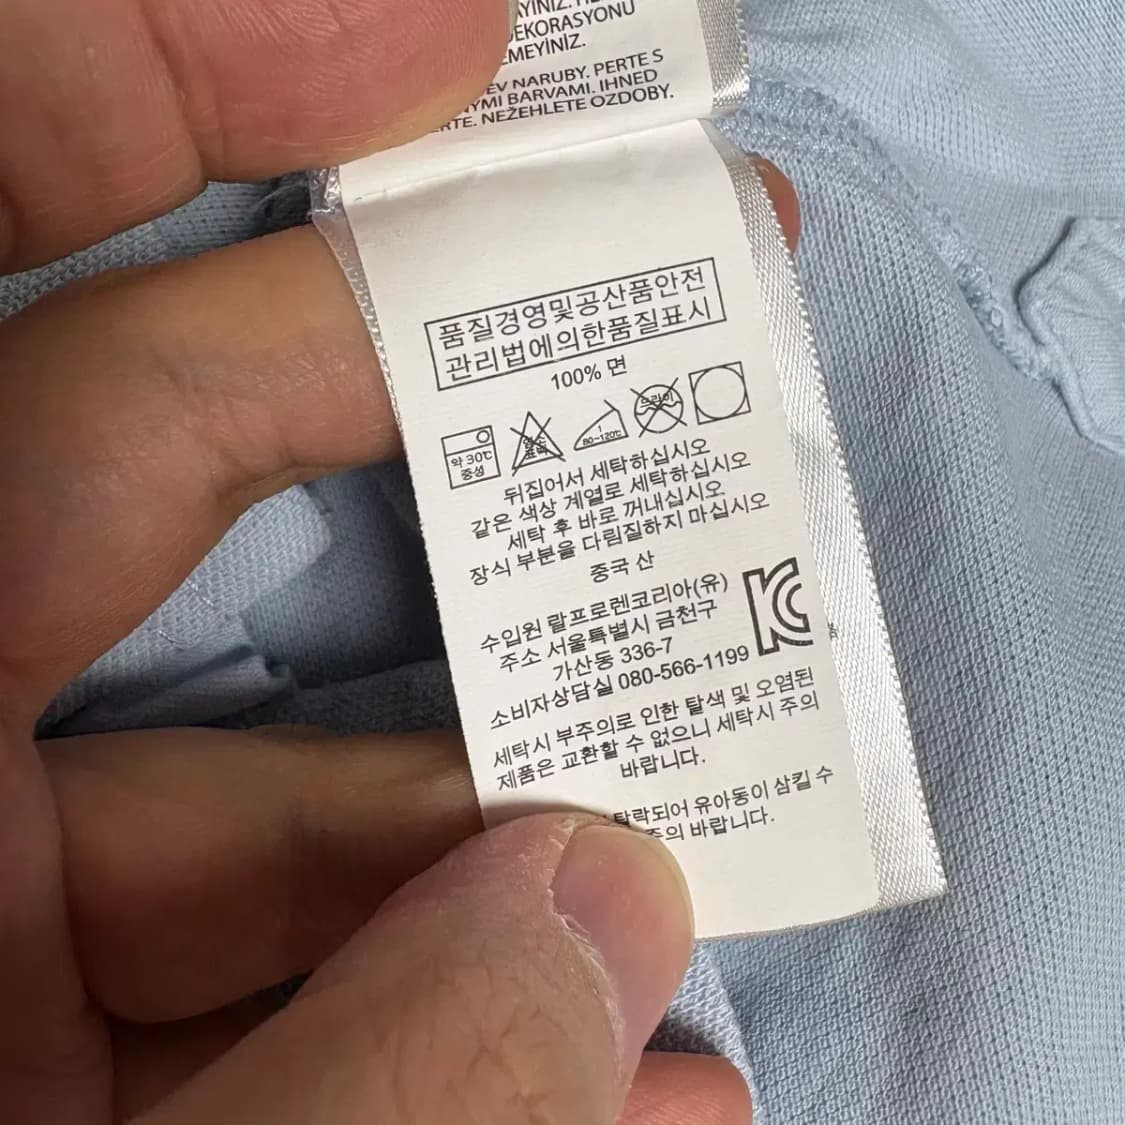 DEKORASYONU
NARUBY. PERTE S
BARVAMI. IHNED
NEŽEHLETE OZDOBY.
품질경영및공산품안전
관리법에의한품질표시
100% 면
약 30℃
중성
1
80~120℃
드라이
뒤집어서 세탁하십시오
같은 색상 계열로 세탁하십시오
세탁 후 바로 꺼내십시오
장식 부분을 다림질하지 마십시오
중국 산
수입원 랄프로렌코리아(유)
주소 서울특별시 금천구
가산동 336-7
소비자상담실 080-566-1199
세탁시 부주의로 인한 탈색 및 오염된
제품은 교환할 수 없으니 세탁시 주의
바랍니다.
탈락되어 유아동이 삼킬 수
바랍니다.